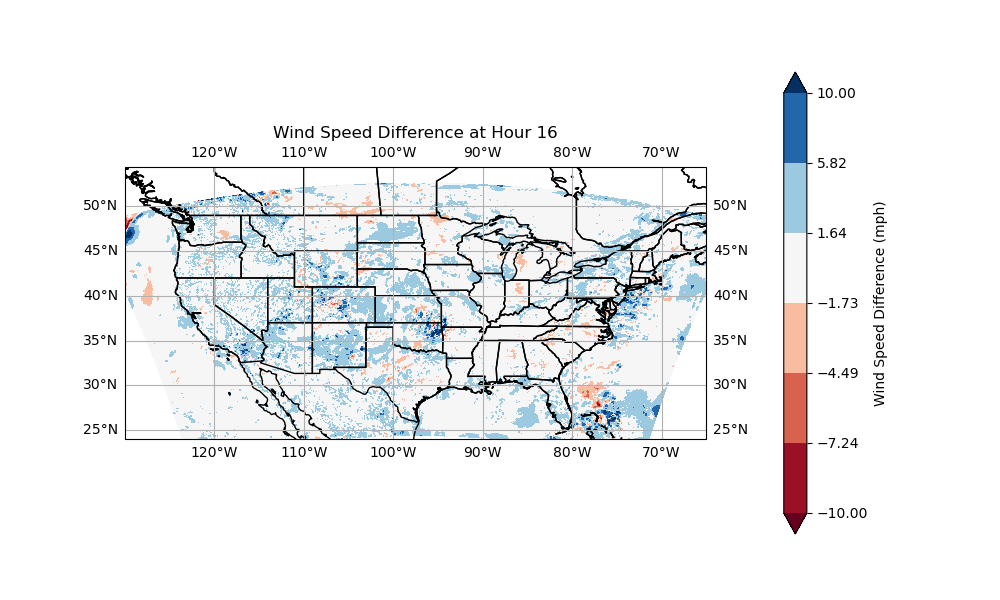 Wind Speed Difference at Hour 16
120°W 110°W 100°W 90°W 80°W 70°W
50°N 50°N
45°N 45°N
40°N 40°N
35°N 35°N
30°N 30°N
25°N 25°N
120°W 110°W 100°W 90°W 80°W 70°W
10.00
5.82
1.64
−1.73
−4.49
−7.24
−10.00
Wind Speed Difference (mph)